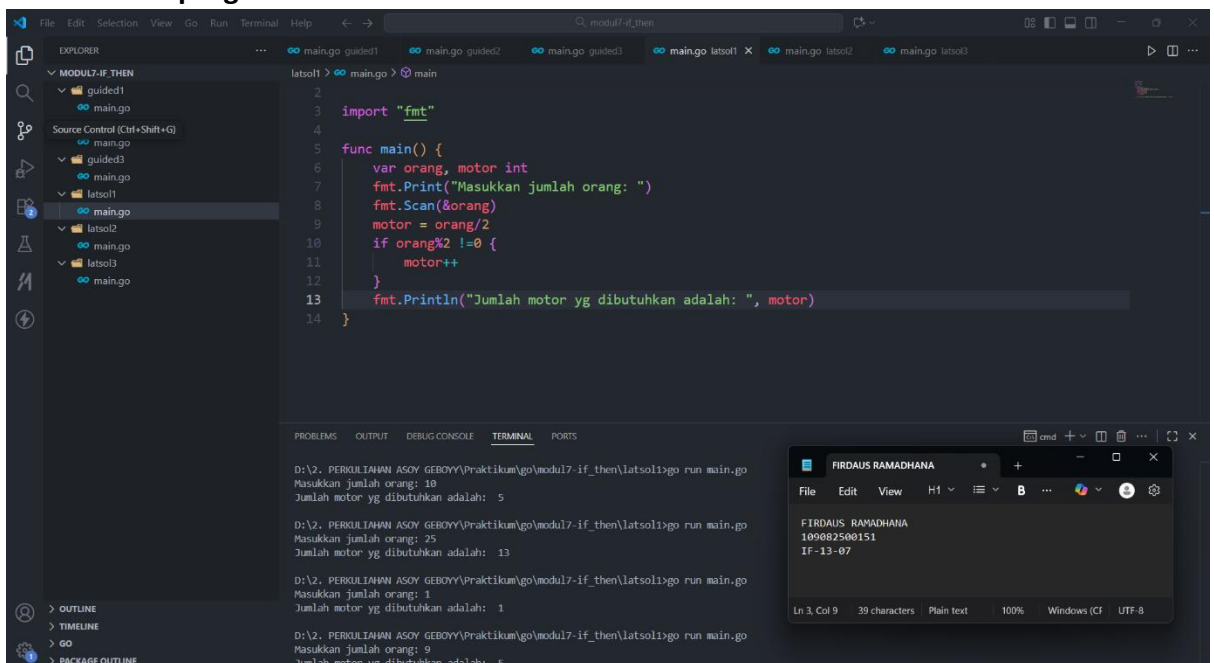 File Edit Selection View Go Run Terminal Help modul7-if_then
EXPLORER
main.go guided1 main.go guided2 main.go guided3 main.go latsol1 main.go latsol2 main.go latsol3
MODUL7-IF_THEN
guided1
main.go
Source Control (Ctrl+Shift+G)
main.go
guided3
main.go
latsol1
main.go
latsol2
main.go
latsol3
main.go
OUTLINE
TIMELINE
GO
PACKAGE OUTLINE
latsol1 > main.go > main
2
3 import "fmt"
4
5 func main() {
6 var orang, motor int
7 fmt.Print("Masukkan jumlah orang: ")
8 fmt.Scan(&orang)
9 motor = orang/2
10 if orang%2 !=0 {
11 motor++
12 }
13 fmt.Println("Jumlah motor yg dibutuhkan adalah: ", motor)
14 }
PROBLEMS OUTPUT DEBUG CONSOLE TERMINAL PORTS
cmd
D:\2. PERKULIAHAN ASOY GEBOYY\Praktikum\go\modul7-if_then\latsol1>go run main.go
Masukkan jumlah orang: 10
Jumlah motor yg dibutuhkan adalah: 5
D:\2. PERKULIAHAN ASOY GEBOYY\Praktikum\go\modul7-if_then\latsol1>go run main.go
Masukkan jumlah orang: 25
Jumlah motor yg dibutuhkan adalah: 13
D:\2. PERKULIAHAN ASOY GEBOYY\Praktikum\go\modul7-if_then\latsol1>go run main.go
Masukkan jumlah orang: 1
Jumlah motor yg dibutuhkan adalah: 1
D:\2. PERKULIAHAN ASOY GEBOYY\Praktikum\go\modul7-if_then\latsol1>go run main.go
Masukkan jumlah orang: 9
Jumlah motor yg dibutuhkan adalah: 5
FIRDAUS RAMADHANA
File Edit View H1 B
FIRDAUS RAMADHANA
109082500151
IF-13-07
Ln 3, Col 9 39 characters Plain text 100% Windows (CF UTF-8